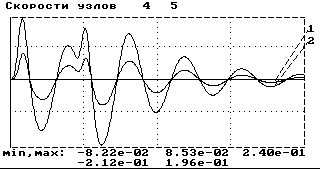 Скорости узлов 4 5
1
2
min,max: -8.22e-02 8.53e-02 2.40e-01
-2.12e-01 1.96e-01